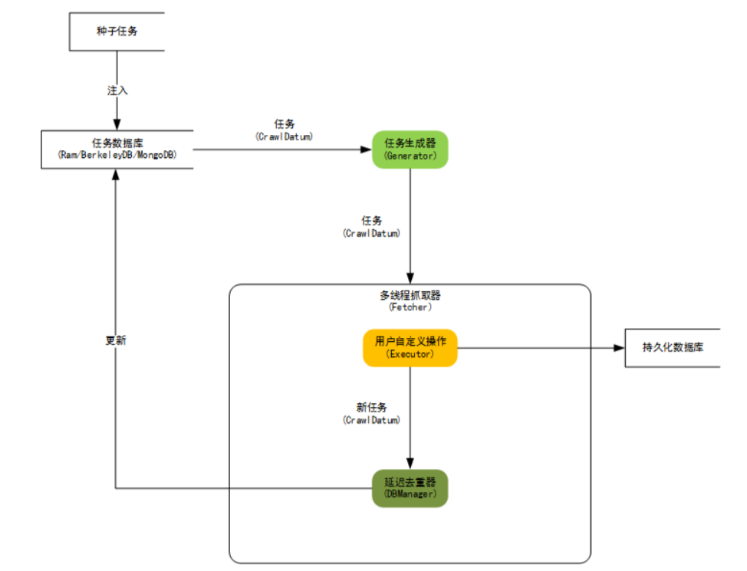 种子任务
注入
任务数据库
(Ram/BerkeleyDB/MongoDB)
任务
(CrawlDatum)
任务生成器
(Generator)
任务
(CrawlDatum)
多线程抓取器
(Fetcher)
用户自定义操作
(Executor)
持久化数据库
更新
新任务
(CrawlDatum)
延迟去重器
(DBManager)